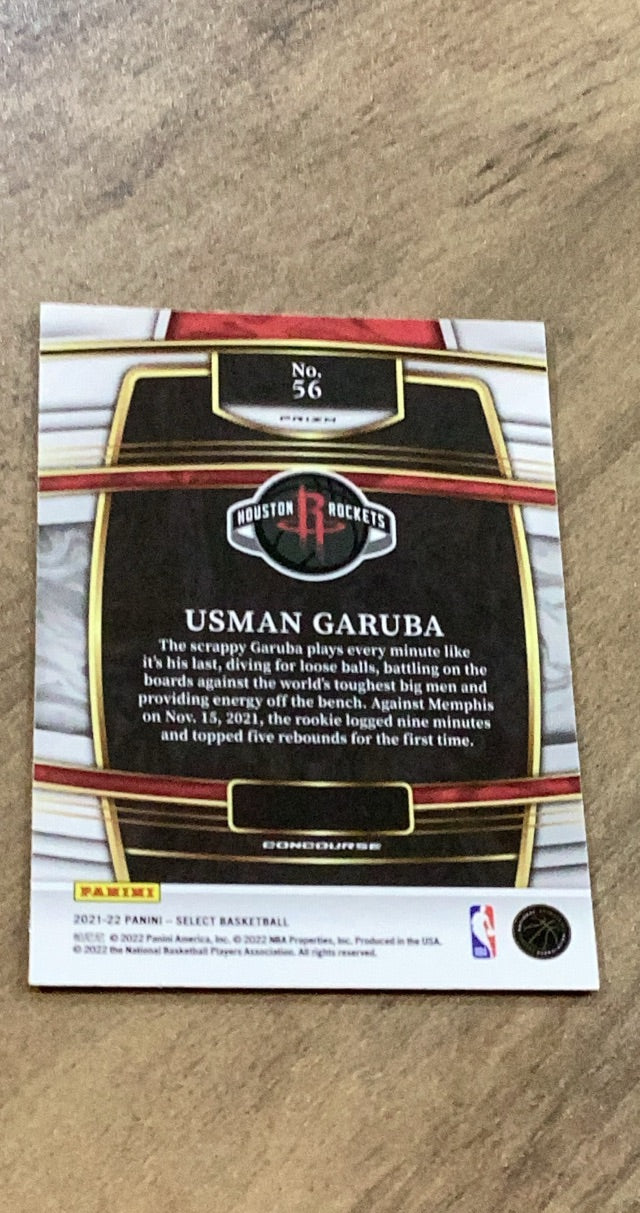 No.
56
PRIZM
HOUSTON ROCKETS
USMAN GARUBA
The scrappy Garuba plays every minute like
it's his last, diving for loose balls, battling on the
boards against the world's toughest big men and
providing energy off the bench. Against Memphis
on Nov. 15, 2021, the rookie logged nine minutes
and topped five rebounds for the first time.
CONCOURSE
PANINI
2021-22 PANINI – SELECT BASKETBALL
© 2022 Panini America, Inc. © 2022 NBA Properties, Inc. Produced in the USA.
© 2022 the National Basketball Players Association. All rights reserved.